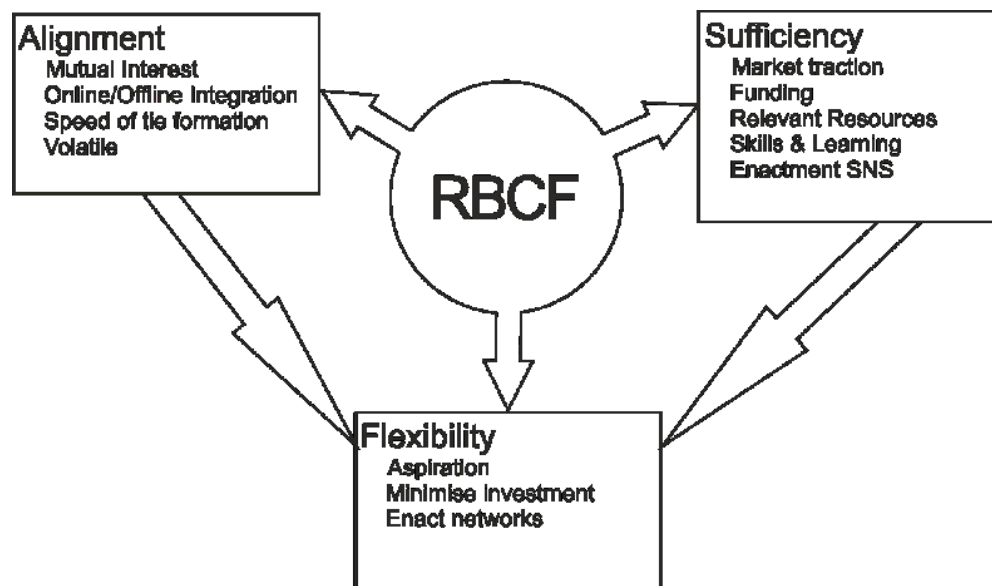 Alignment
Mutual Interest
Online/Offline Integration
Speed of tie formation
Volatile
Sufficiency
Market traction
Funding
Relevant Resources
Skills & Learning
Enactment SNS
RBCF
Flexibility
Aspiration
Minimise investment
Enact networks